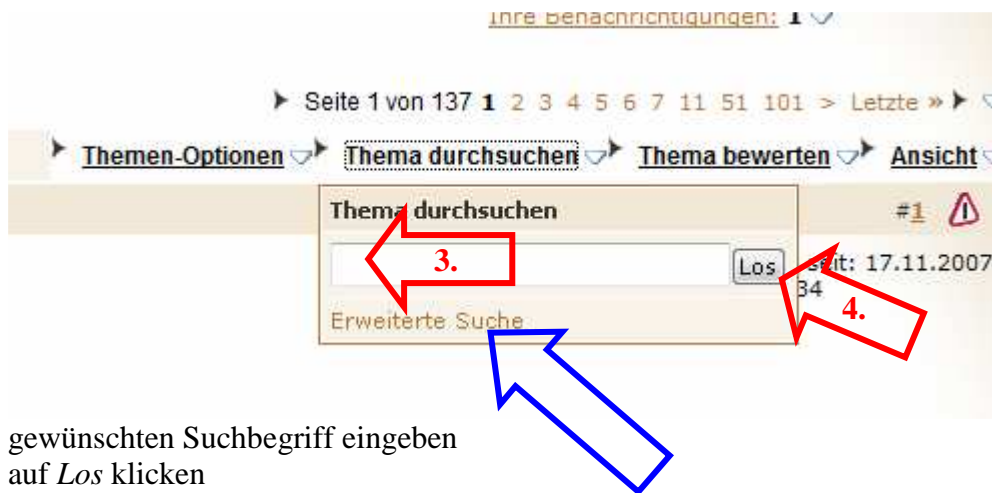 Ihre Benachrichtigungen: 1
Seite 1 von 137 1 2 3 4 5 6 7 11 51 101 > Letzte »
Themen-Optionen Thema durchsuchen Thema bewerten Ansicht
Thema durchsuchen
#1
3.
Los
seit: 17.11.2007
34
4.
Erweiterte Suche
gewünschten Suchbegriff eingeben
auf Los klicken